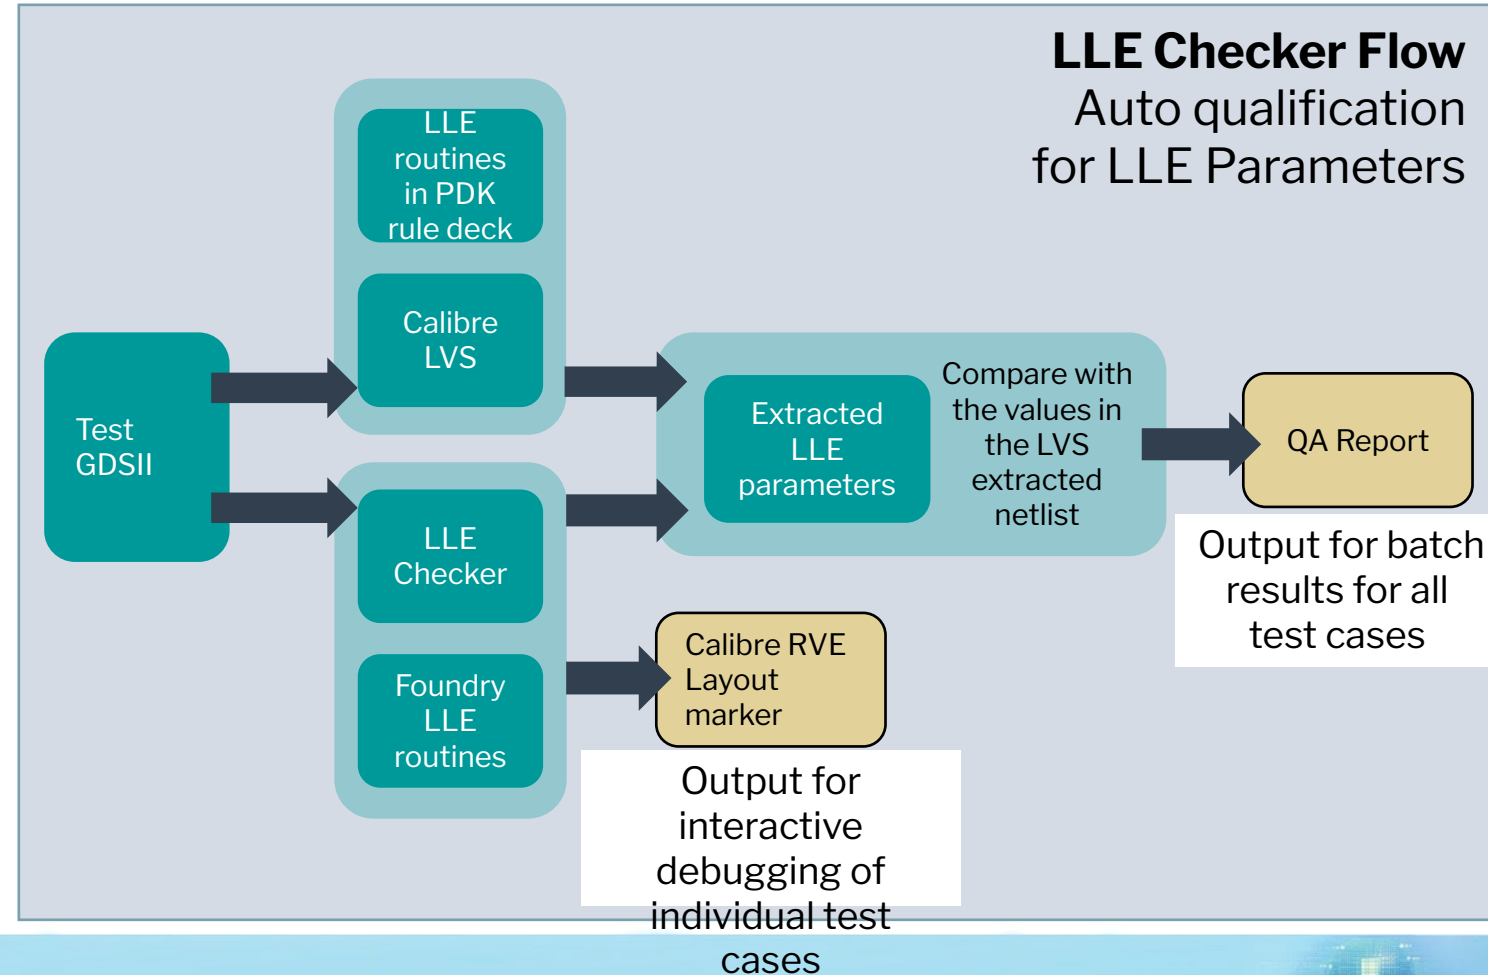 LLE Checker Flow
Auto qualification
for LLE Parameters
LLE
routines
in PDK
rule deck
Calibre
LVS
Test
GDSII
LLE
Checker
Foundry
LLE
routines
Extracted
LLE
parameters
Compare with
the values in
the LVS
extracted
netlist
QA Report
Output for batch
results for all
test cases
Calibre RVE
Layout
marker
Output for
interactive
debugging of
individual test
cases